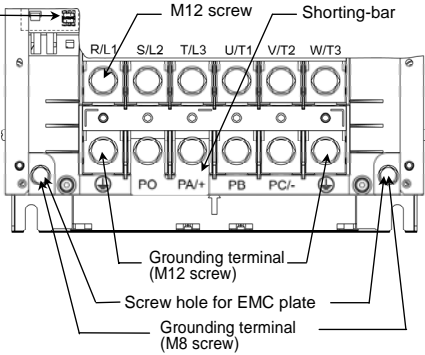 M12 screw
Shorting-bar
R/L1 S/L2 T/L3 U/T1 V/T2 W/T3
PO PA/+ PB PC/-
Grounding terminal
(M12 screw)
Screw hole for EMC plate
Grounding terminal
(M8 screw)